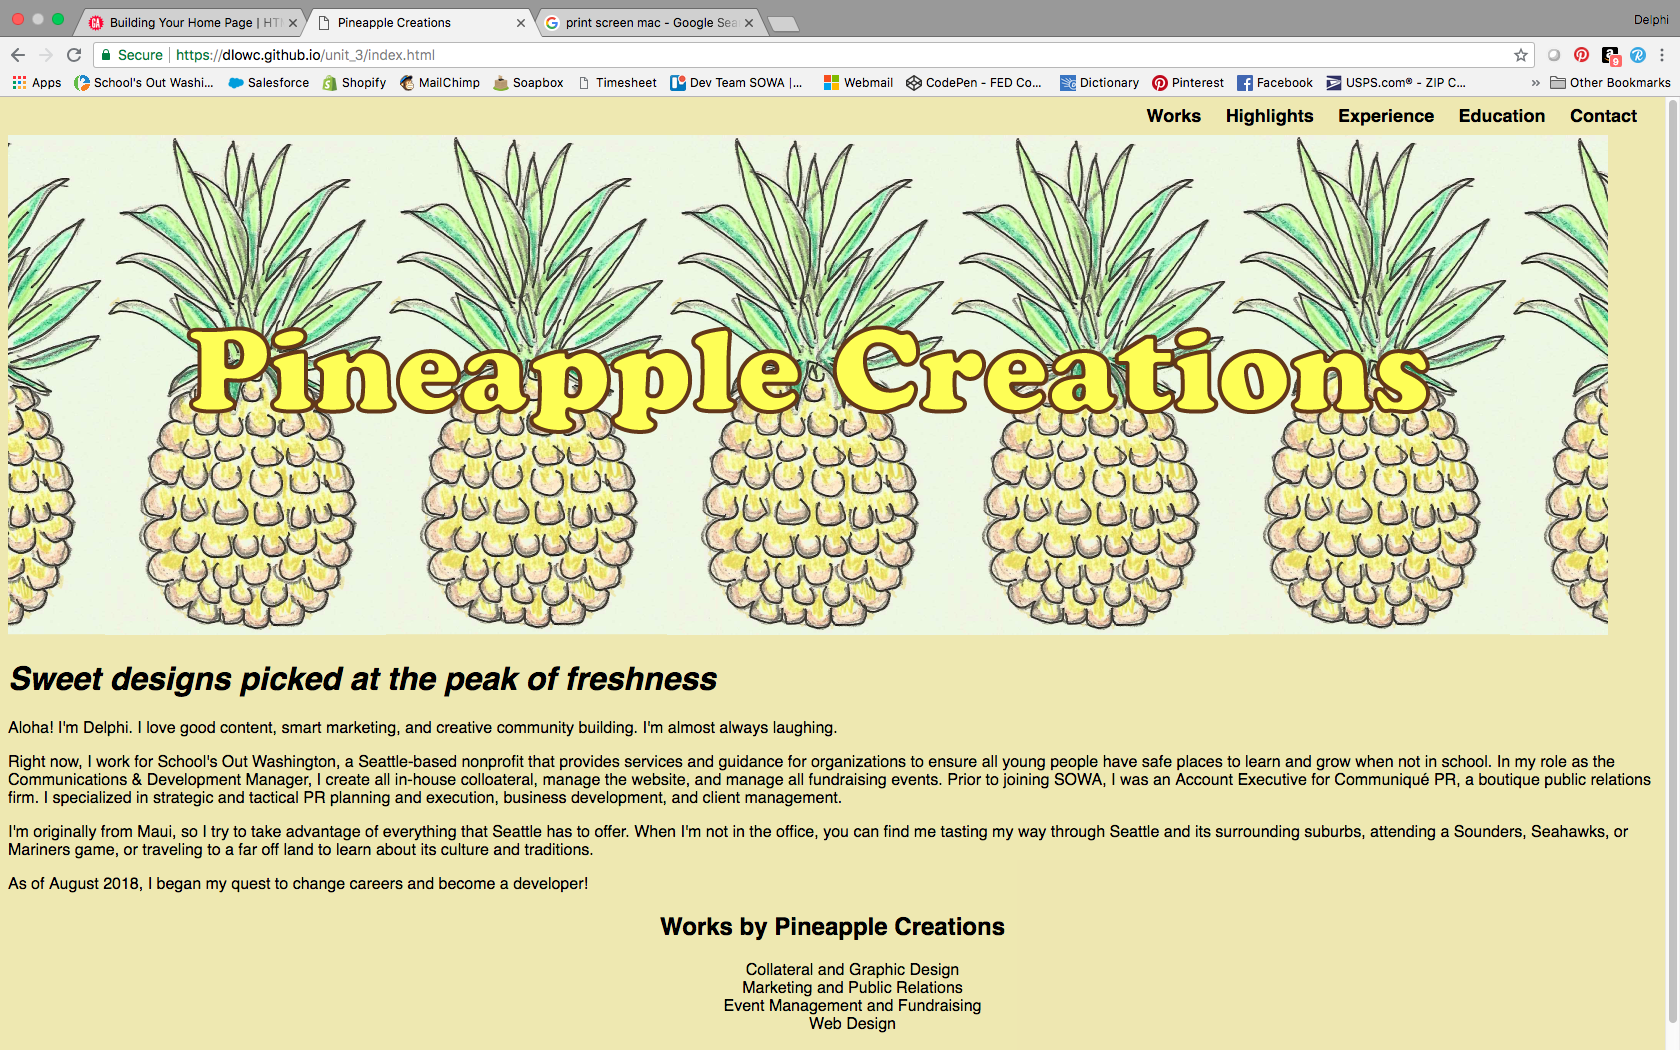 Building Your Home Page | HT
Pineapple Creations
print screen mac - Google Sea
Delphi
Secure https://dlowc.github.io/unit_3/index.html
9
Apps School's Out Washi... Salesforce Shopify MailChimp Soapbox Timesheet Dev Team SOWA |... Webmail CodePen - FED Co... Dictionary Pinterest Facebook USPS.com® - ZIP C... » Other Bookmarks
Works Highlights Experience Education Contact
Pineapple Creations
Sweet designs picked at the peak of freshness
Aloha! I'm Delphi. I love good content, smart marketing, and creative community building. I'm almost always laughing.
Right now, I work for School's Out Washington, a Seattle-based nonprofit that provides services and guidance for organizations to ensure all young people have safe places to learn and grow when not in school. In my role as the
Communications & Development Manager, I create all in-house colloateral, manage the website, and manage all fundraising events. Prior to joining SOWA, I was an Account Executive for Communiqué PR, a boutique public relations
firm. I specialized in strategic and tactical PR planning and execution, business development, and client management.
I'm originally from Maui, so I try to take advantage of everything that Seattle has to offer. When I'm not in the office, you can find me tasting my way through Seattle and its surrounding suburbs, attending a Sounders, Seahawks, or
Mariners game, or traveling to a far off land to learn about its culture and traditions.
As of August 2018, I began my quest to change careers and become a developer!
Works by Pineapple Creations
Collateral and Graphic Design
Marketing and Public Relations
Event Management and Fundraising
Web Design